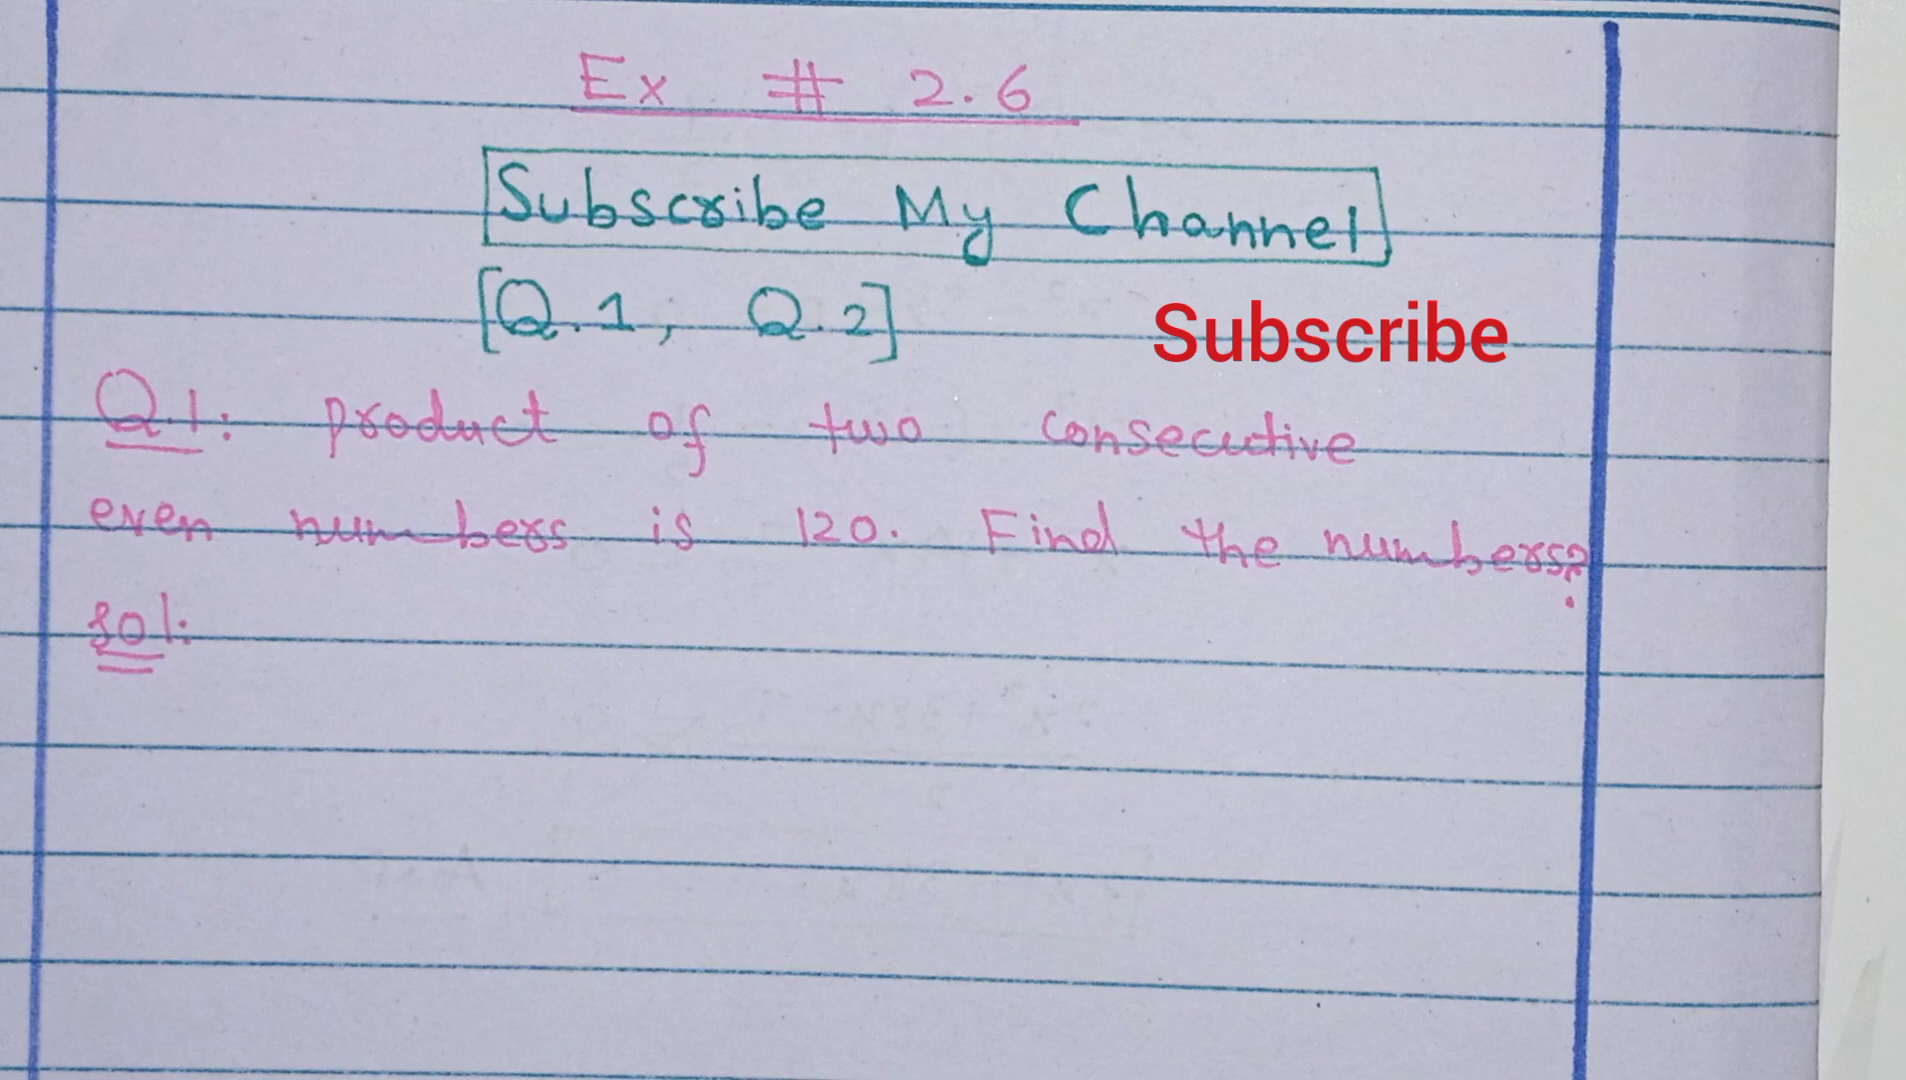 Ex # 2.6
Subscribe My Channel
[Q.1, Q.2]
Subscribe
Q.1: product of two consecutive
even numbers is 120. Find the numbers?
Sol: